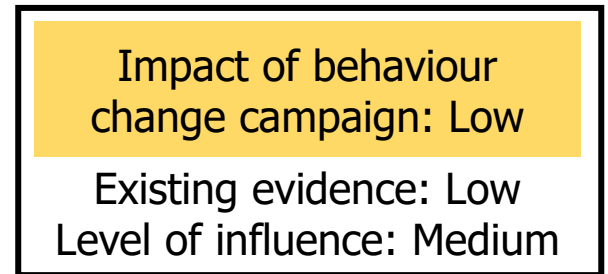 Impact of behaviour
change campaign: Low
Existing evidence: Low
Level of influence: Medium